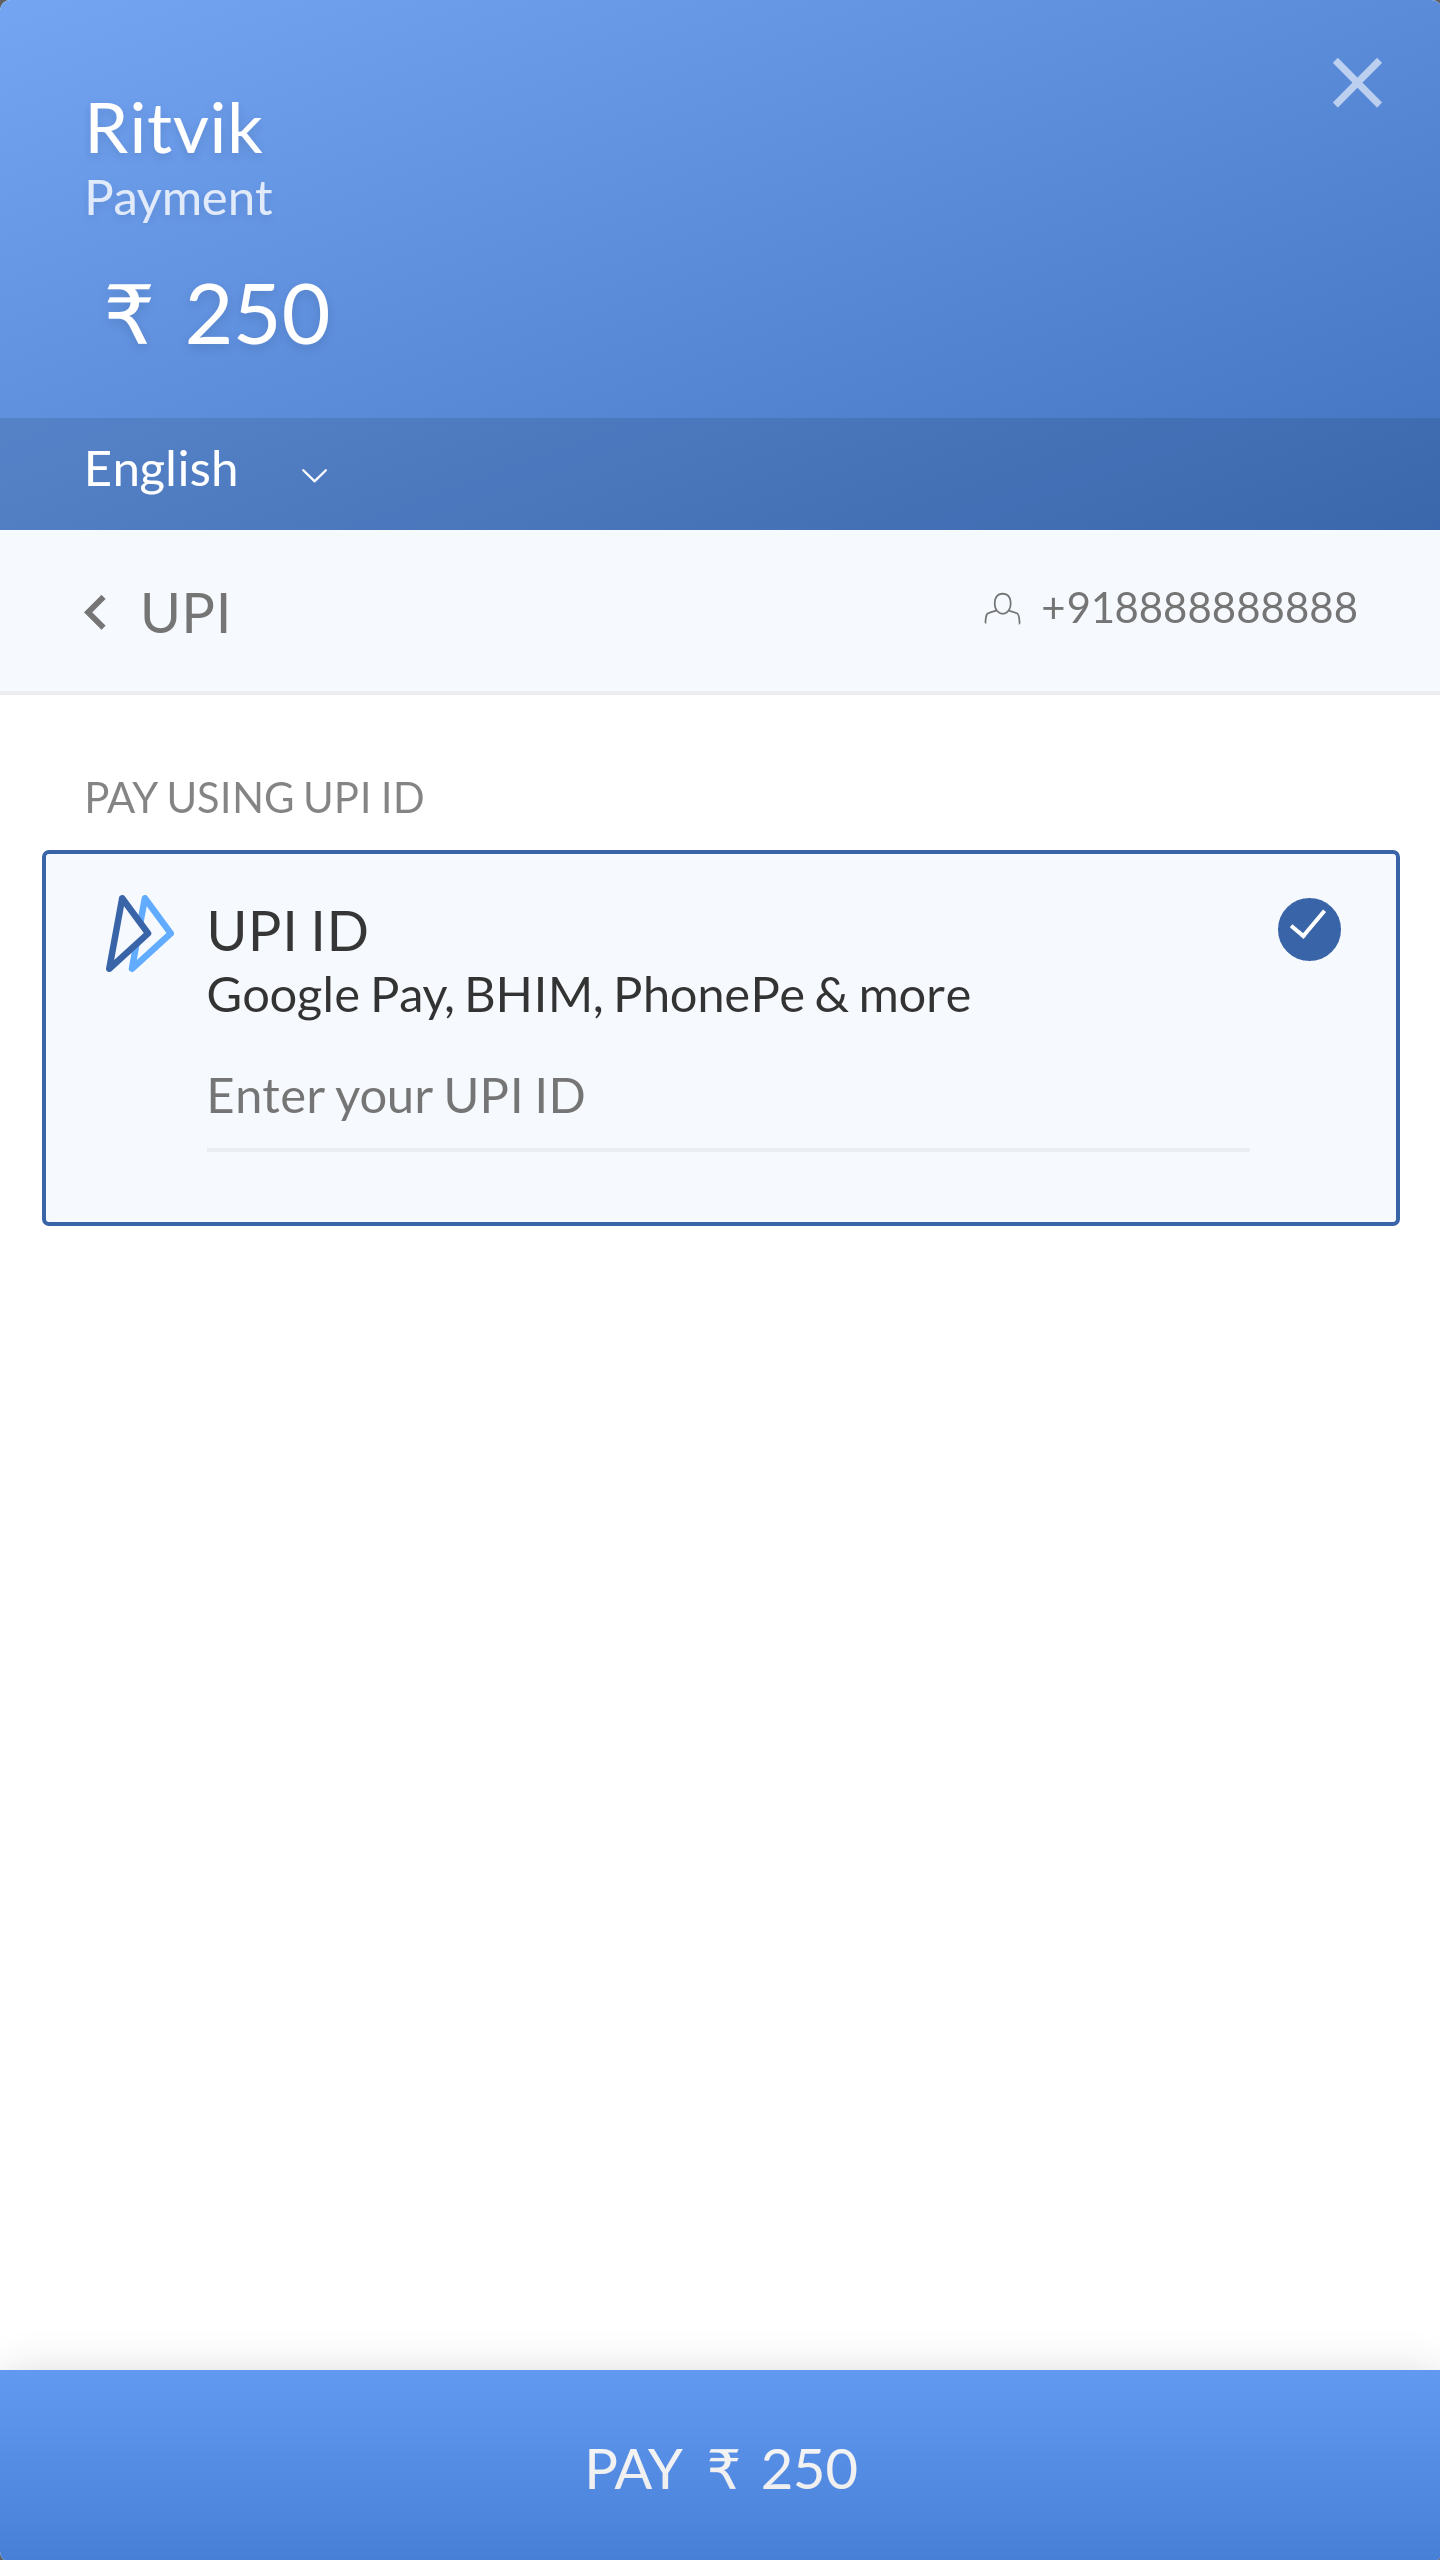 Ritvik
Payment
₹ 250
English
UPI
+918888888888
PAY USING UPI ID
UPI ID
Google Pay, BHIM, PhonePe & more
Enter your UPI ID
PAY ₹ 250